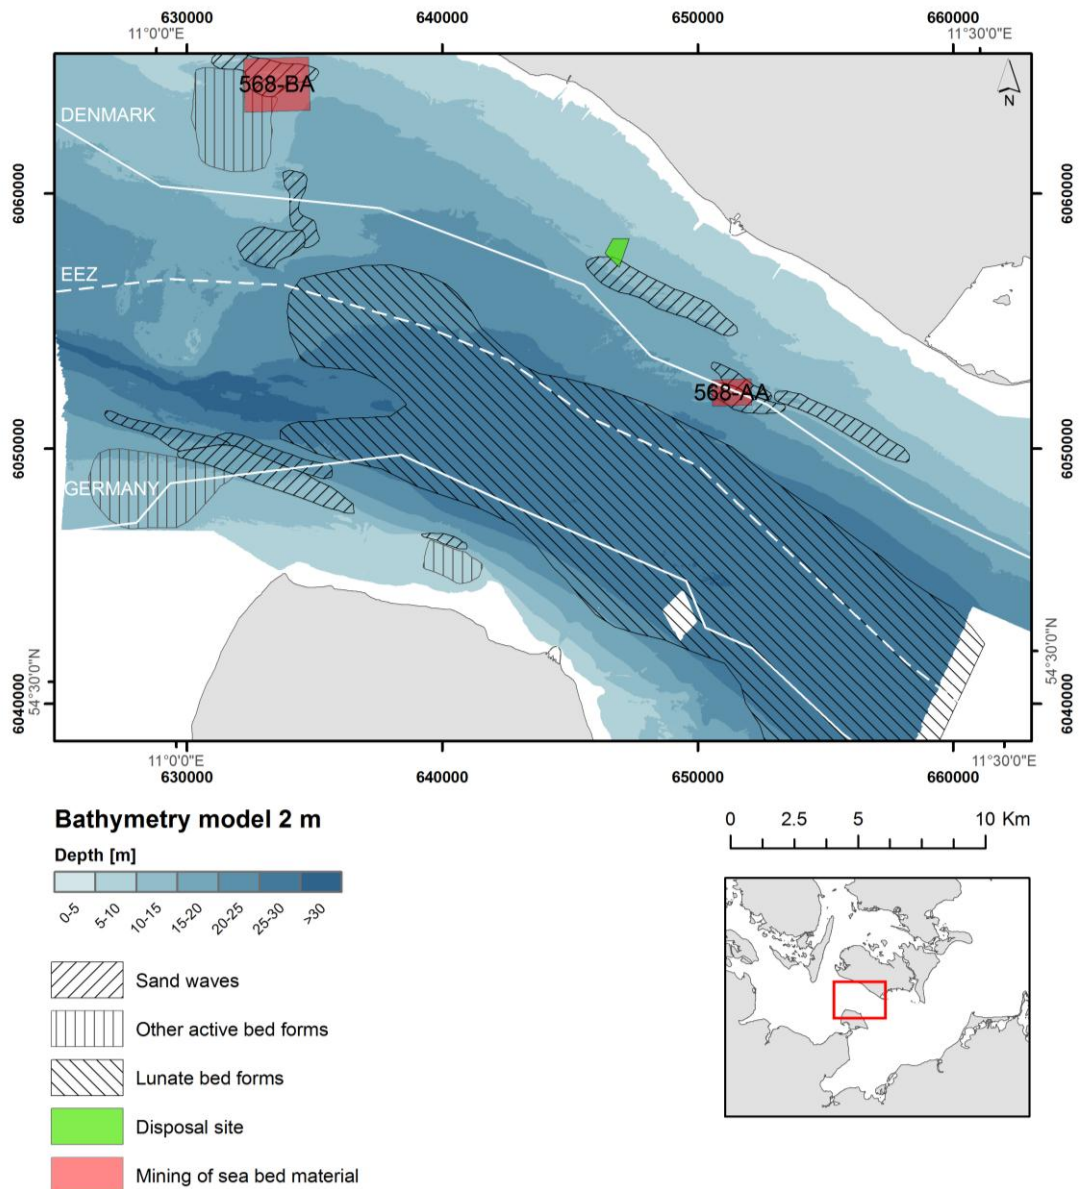 630000 640000 650000 660000
11°0'0"E 11°30'0"E
568-BA
N
DENMARK
6060000 6060000
EEZ
568-AA
6050000 6050000
GERMANY
54°30'0"N 54°30'0"N
6040000 6040000
11°0'0"E 11°30'0"E
630000 640000 650000 660000
Bathymetry model 2 m
Depth [m]
0-5 5-10 10-15 15-20 20-25 25-30 >30
0 2.5 5 10 Km
Sand waves
Other active bed forms
Lunate bed forms
Disposal site
Mining of sea bed material